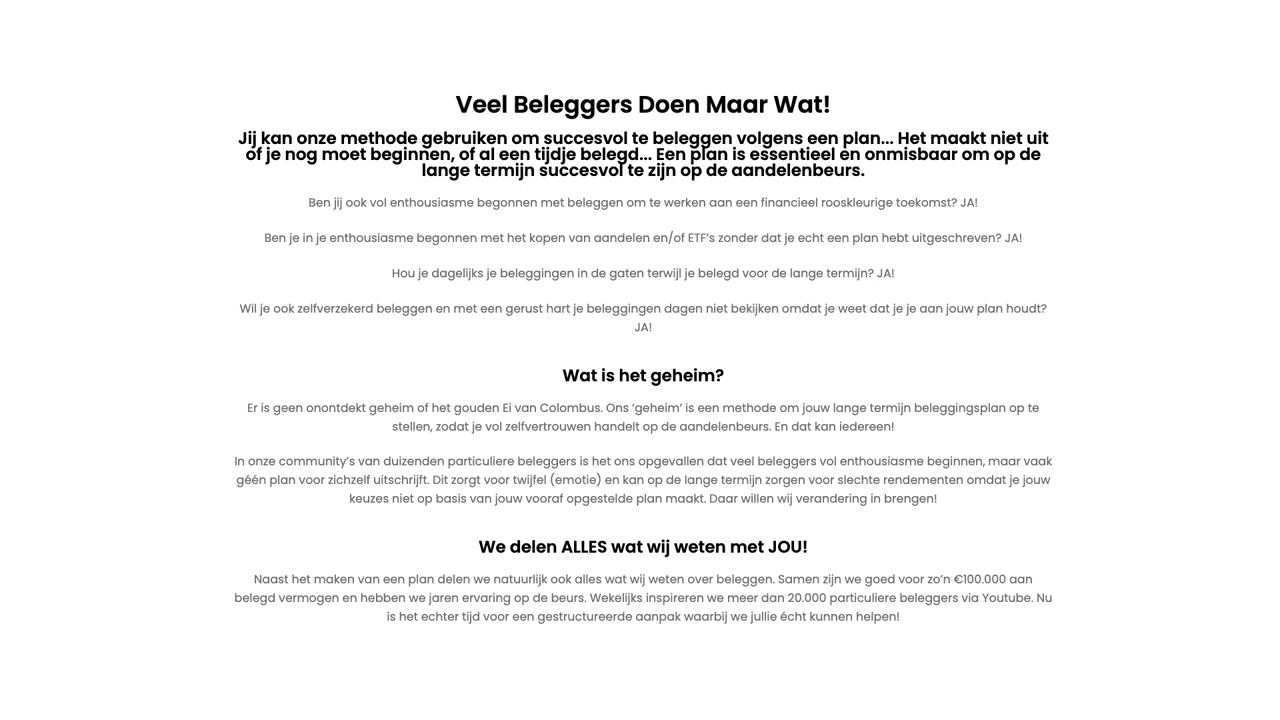 Veel Beleggers Doen Maar Wat!
Jij kan onze methode gebruiken om succesvol te beleggen volgens een plan... Het maakt niet uit
of je nog moet beginnen, of al een tijdje belegd... Een plan is essentieel en onmisbaar om op de
lange termijn succesvol te zijn op de aandelenbeurs.
Ben jij ook vol enthousiasme begonnen met beleggen om te werken aan een financieel rooskleurige toekomst? JA!
Ben je in je enthousiasme begonnen met het kopen van aandelen en/of ETF's zonder dat je echt een plan hebt uitgeschreven? JA!
Hou je dagelijks je beleggingen in de gaten terwijl je belegd voor de lange termijn? JA!
Wil je ook zelfverzekerd beleggen en met een gerust hart je beleggingen dagen niet bekijken omdat je weet dat je je aan jouw plan houdt?
JA!
Wat is het geheim?
Er is geen onontdekt geheim of het gouden Ei van Colombus. Ons ‘geheim’ is een methode om jouw lange termijn beleggingsplan op te
stellen, zodat je vol zelfvertrouwen handelt op de aandelenbeurs. En dat kan iedereen!
In onze community's van duizenden particuliere beleggers is het ons opgevallen dat veel beleggers vol enthousiasme beginnen, maar vaak
géén plan voor zichzelf uitschrijft. Dit zorgt voor twijfel (emotie) en kan op de lange termijn zorgen voor slechte rendementen omdat je jouw
keuzes niet op basis van jouw vooraf opgestelde plan maakt. Daar willen wij verandering in brengen!
We delen ALLES wat wij weten met JOU!
Naast het maken van een plan delen we natuurlijk ook alles wat wij weten over beleggen. Samen zijn we goed voor zo'n €100.000 aan
belegd vermogen en hebben we jaren ervaring op de beurs. Wekelijks inspireren we meer dan 20.000 particuliere beleggers via Youtube. Nu
is het echter tijd voor een gestructureerde aanpak waarbij we jullie écht kunnen helpen!